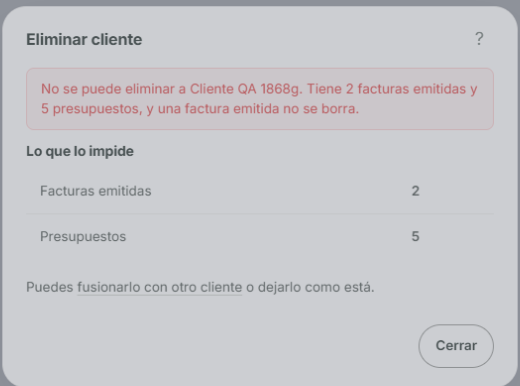 Eliminar cliente ?
No se puede eliminar a Cliente QA 1868g. Tiene 2 facturas emitidas y
5 presupuestos, y una factura emitida no se borra.
Lo que lo impide
Facturas emitidas 2
Presupuestos 5
Puedes fusionarlo con otro cliente o dejarlo como está.
Cerrar